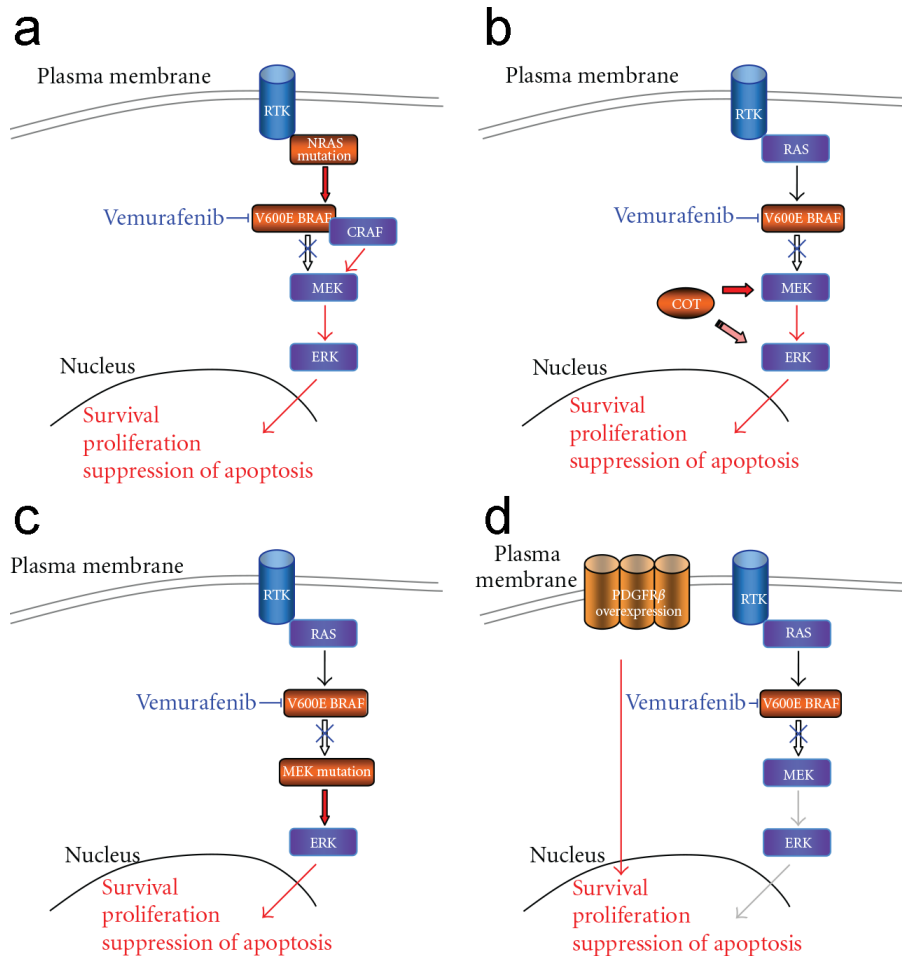 a
Plasma membrane
RTK
NRAS
mutation
Vemurafenib
V600E BRAF
CRAF
MEK
ERK
Nucleus
Survival
proliferation
suppression of apoptosis
b
Plasma membrane
RTK
RAS
Vemurafenib
V600E BRAF
MEK
COT
ERK
Nucleus
Survival
proliferation
suppression of apoptosis
c
Plasma membrane
RTK
RAS
Vemurafenib
V600E BRAF
MEK mutation
ERK
Nucleus
Survival
proliferation
suppression of apoptosis
d
Plasma
membrane
PDGFRβ
overexpression
RTK
RAS
Vemurafenib
V600E BRAF
MEK
ERK
Nucleus
Survival
proliferation
suppression of apoptosis